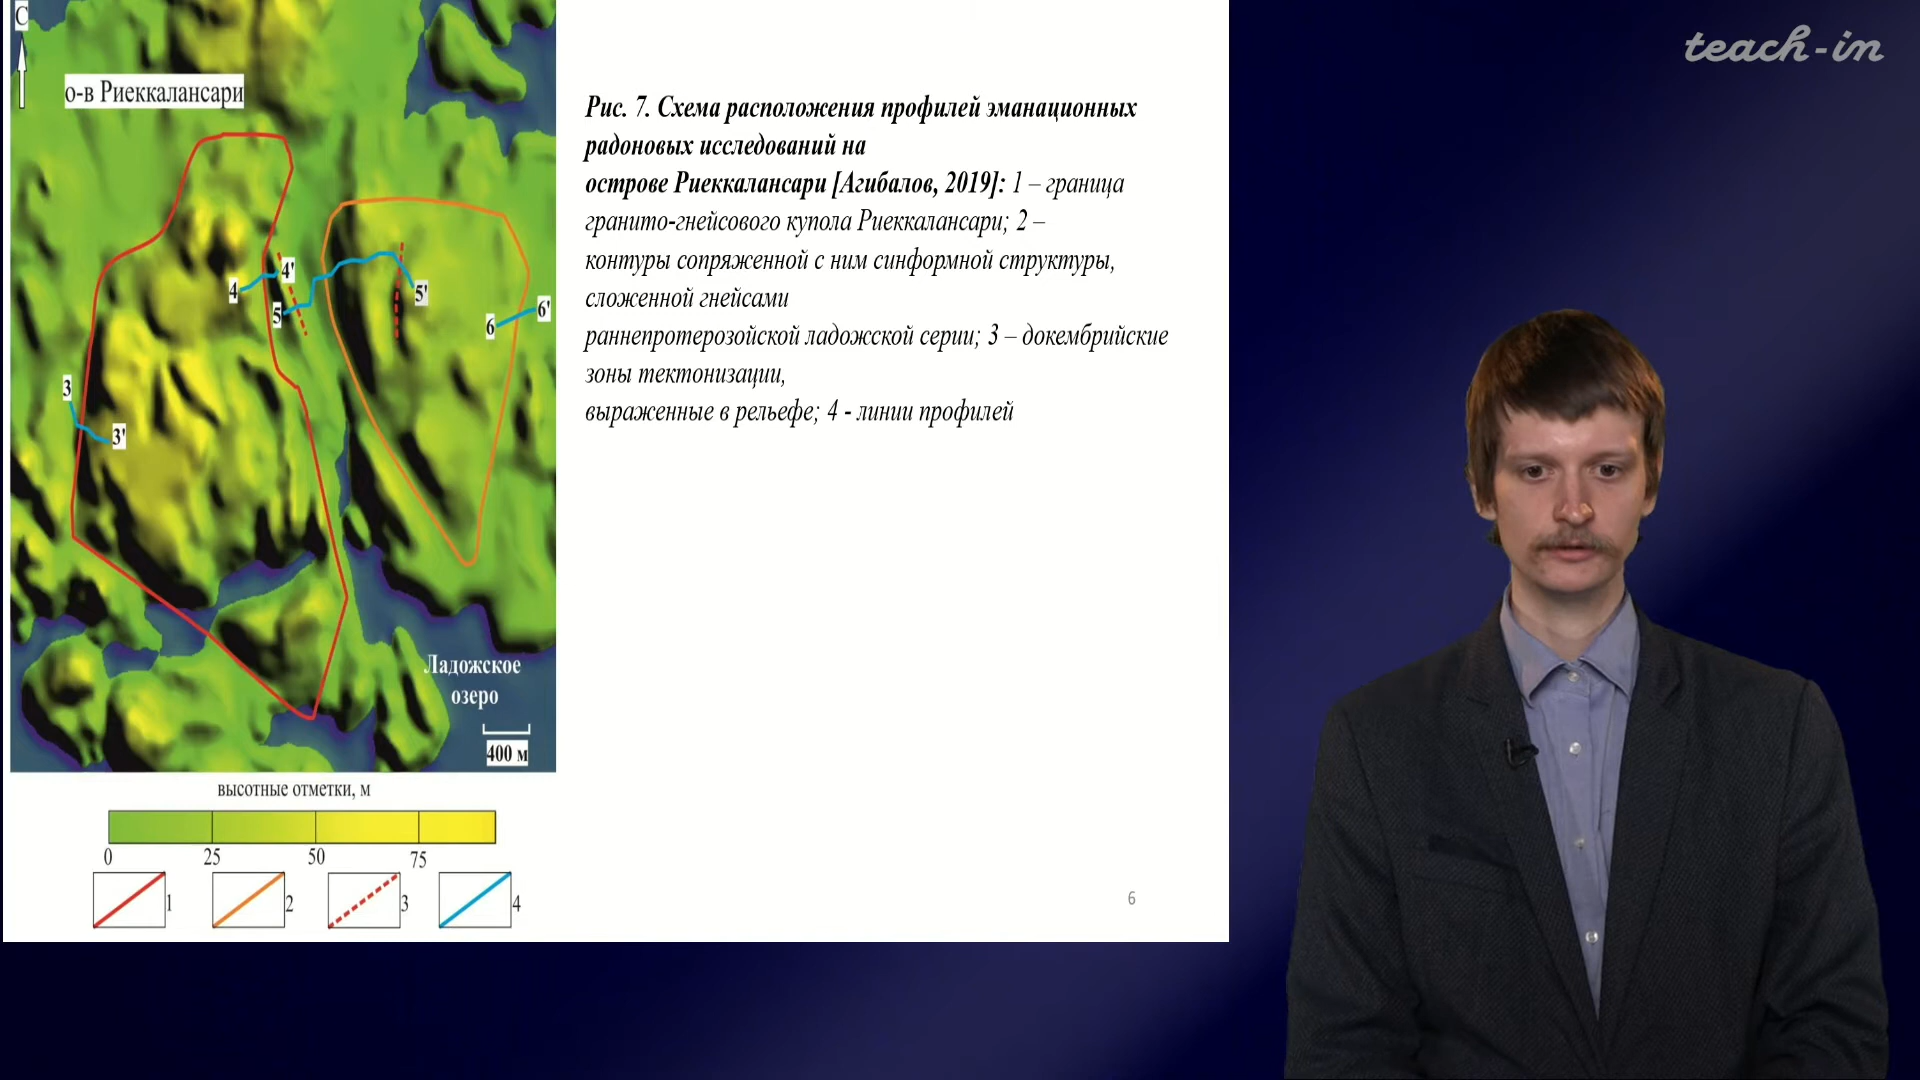 С
о-в Риеккалансари
4
4'
5
5'
6
6'
3
3'
Ладожское
озеро
400 м
высотные отметки, м
0 25 50 75
1 2 3 4
Рис. 7. Схема расположения профилей эманационных
радоновых исследований на
острове Риеккалансари [Агибалов, 2019]: 1 – граница
гранито-гнейсового купола Риеккалансари; 2 –
контуры сопряженной с ним синформной структуры,
сложенной гнейсами
раннепротерозойской ладожской серии; 3 – докембрийские
зоны тектонизации,
выраженные в рельефе; 4 - линии профилей
6
teach-in